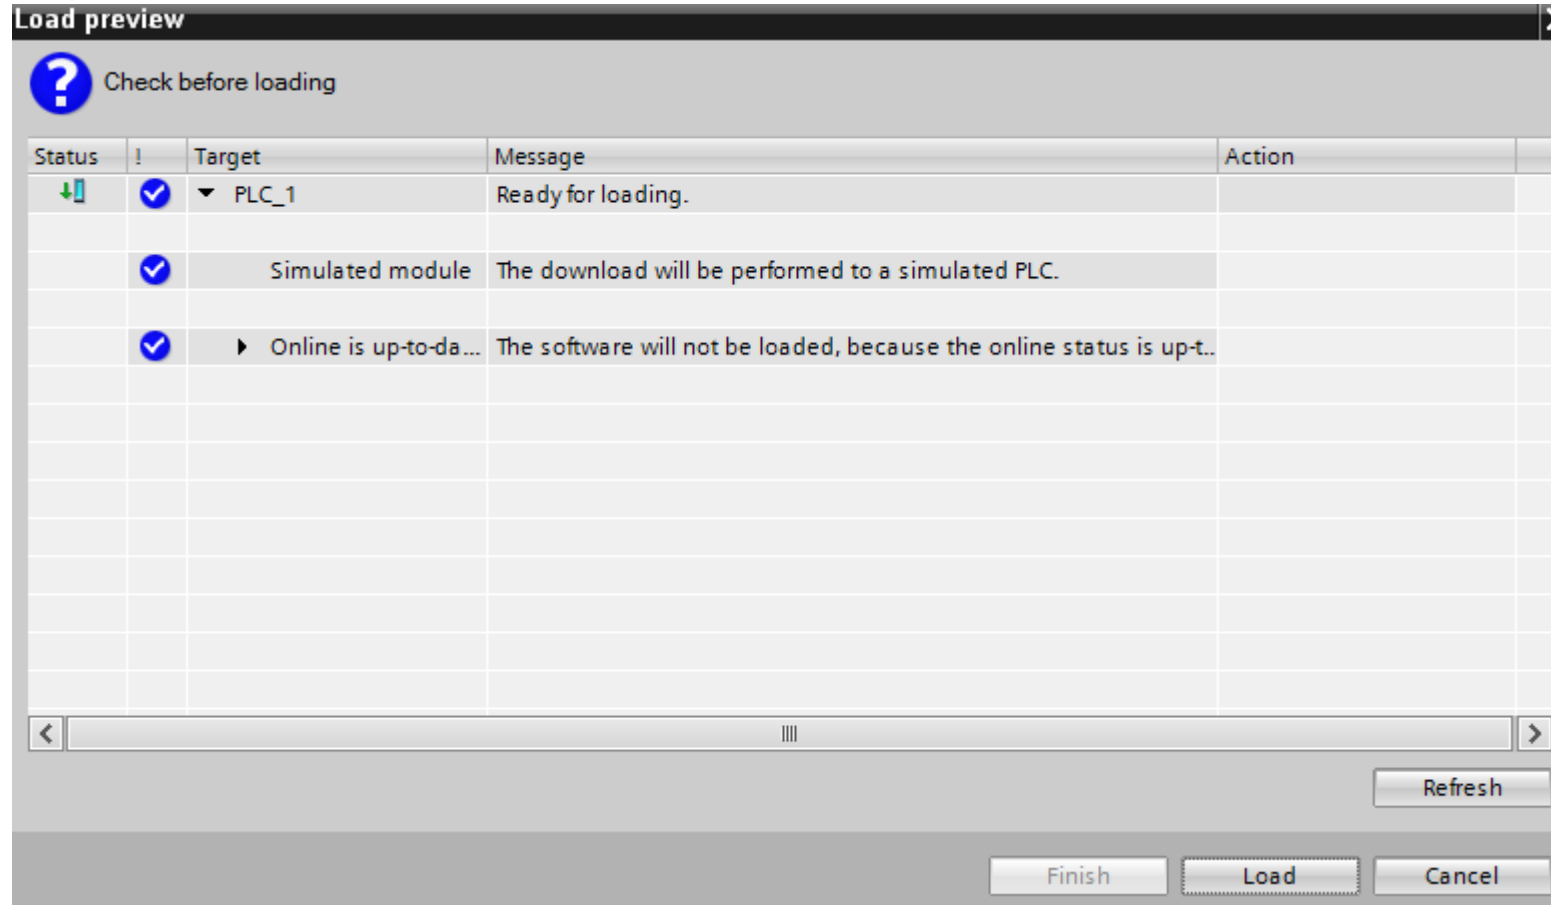 Load preview
Check before loading
Status ! Target Message Action
PLC_1 Ready for loading.
Simulated module The download will be performed to a simulated PLC.
Online is up-to-da... The software will not be loaded, because the online status is up-t..
Refresh
Finish Load Cancel